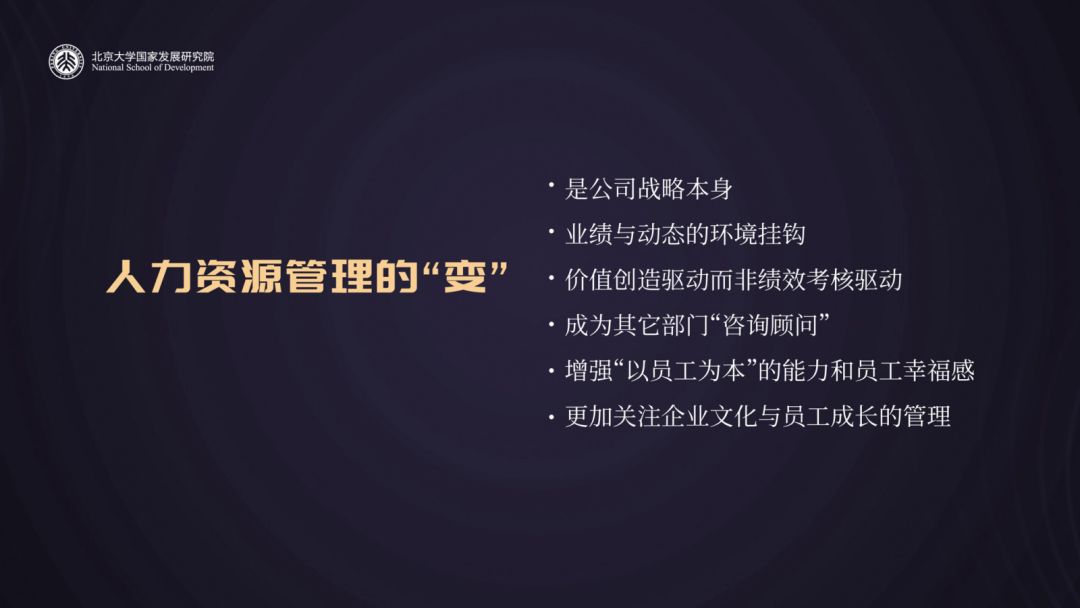 北京大学国家发展研究院
National School of Development
人力资源管理的“变”
· 是公司战略本身
· 业绩与动态的环境挂钩
· 价值创造驱动而非绩效考核驱动
· 成为其它部门“咨询顾问”
· 增强“以员工为本”的能力和员工幸福感
· 更加关注企业文化与员工成长的管理